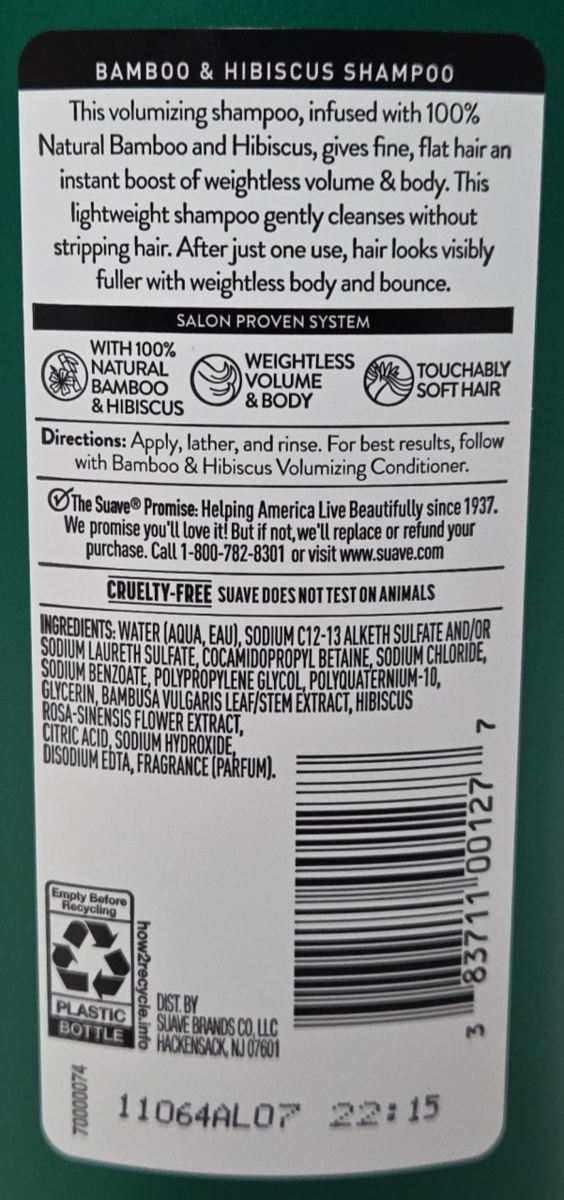 BAMBOO & HIBISCUS SHAMPOO
This volumizing shampoo, infused with 100%
Natural Bamboo and Hibiscus, gives fine, flat hair an
instant boost of weightless volume & body. This
lightweight shampoo gently cleanses without
stripping hair. After just one use, hair looks visibly
fuller with weightless body and bounce.
SALON PROVEN SYSTEM
WITH 100%
NATURAL
BAMBOO
& HIBISCUS
WEIGHTLESS
VOLUME
& BODY
TOUCHABLY
SOFT HAIR
Directions: Apply, lather, and rinse. For best results, follow
with Bamboo & Hibiscus Volumizing Conditioner.
The Suave® Promise: Helping America Live Beautifully since 1937.
We promise you'll love it! But if not, we'll replace or refund your
purchase. Call 1-800-782-8301 or visit www.suave.com
CRUELTY-FREE SUAVE DOES NOT TEST ON ANIMALS
INGREDIENTS: WATER (AQUA, EAU), SODIUM C12-13 ALKETH SULFATE AND/OR
SODIUM LAURETH SULFATE, COCAMIDOPROPYL BETAINE, SODIUM CHLORIDE,
SODIUM BENZOATE, POLYPROPYLENE GLYCOL, POLYQUATERNIUM-10,
GLYCERIN, BAMBUSA VULGARIS LEAF/STEM EXTRACT, HIBISCUS
ROSA-SINENSIS FLOWER EXTRACT,
CITRIC ACID, SODIUM HYDROXIDE,
DISODIUM EDTA, FRAGRANCE (PARFUM).
3 83711 00127 7
Empty Before
Recycling
PLASTIC
BOTTLE
how2recycle.info
DIST. BY
SUAVE BRANDS CO, LLC
HACKENSACK, NJ 07601
70000074
11064AL07 22:15